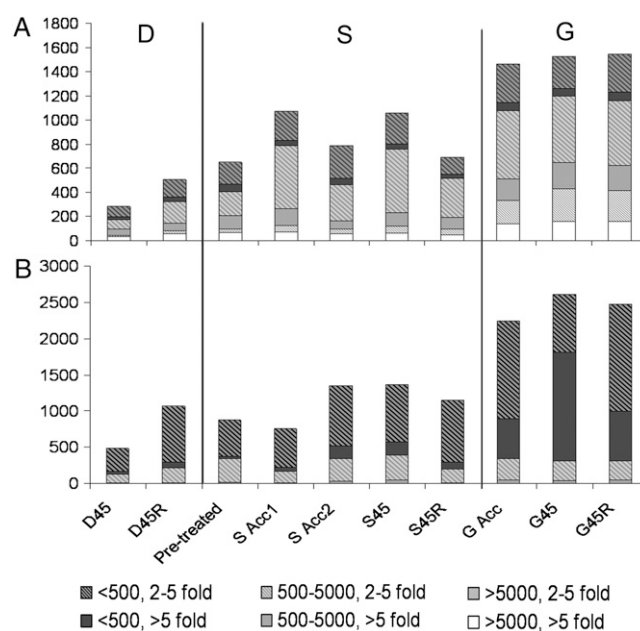 A
D
S
G
1800
1600
1400
1200
1000
800
600
400
200
0
B
3000
2500
2000
1500
1000
500
0
D45
D45R
Pre-treated
S Acc1
S Acc2
S45
S45R
G Acc
G45
G45R
<500, 2-5 fold
500-5000, 2-5 fold
>5000, 2-5 fold
<500, >5 fold
500-5000, >5 fold
>5000, >5 fold